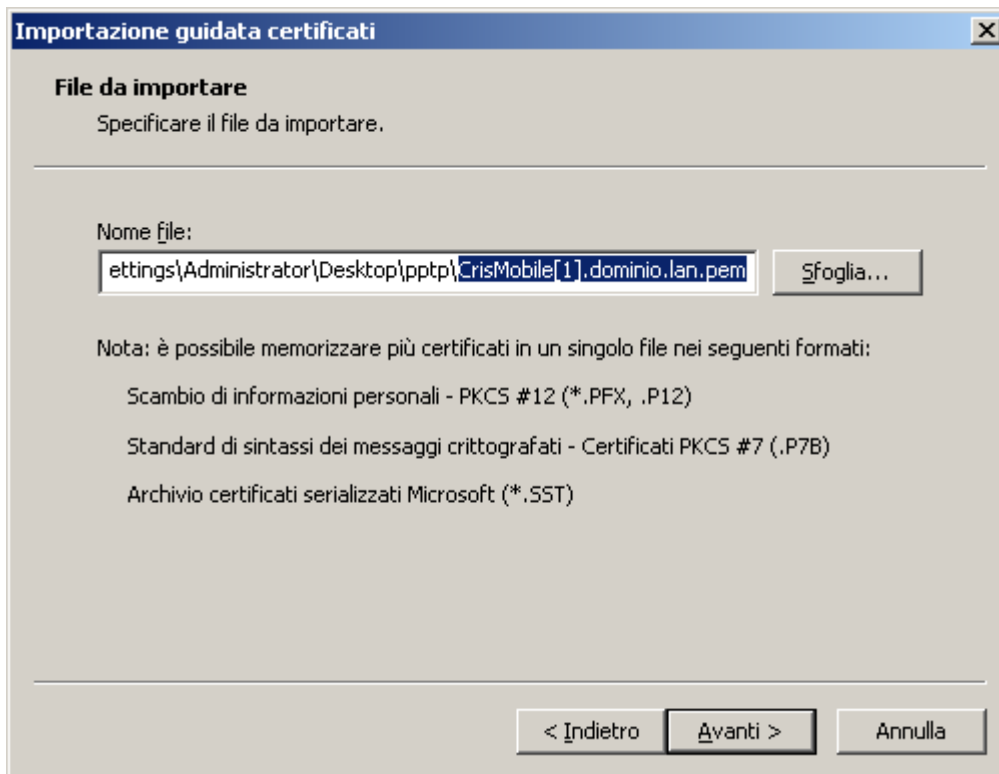 Importazione guidata certificati
File da importare
Specificare il file da importare.
Nome file:
ettings\Administrator\Desktop\pptp\CrisMobile[1].dominio.lan.pem
Sfoglia...
Nota: è possibile memorizzare più certificati in un singolo file nei seguenti formati:
Scambio di informazioni personali - PKCS #12 (*.PFX, .P12)
Standard di sintassi dei messaggi crittografati - Certificati PKCS #7 (.P7B)
Archivio certificati serializzati Microsoft (*.SST)
< Indietro
Avanti >
Annulla